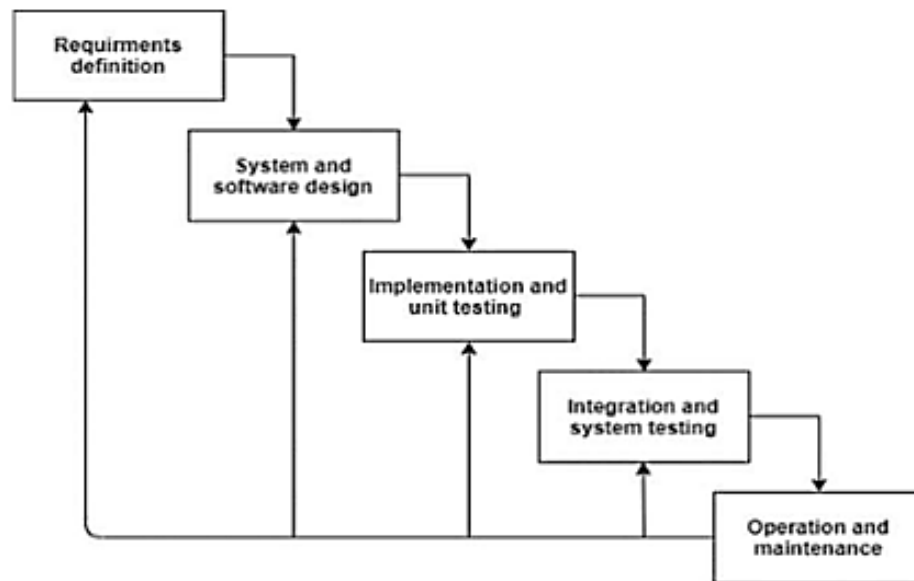 Requirments
definition
System and
software design
Implementation and
unit testing
Integration and
system testing
Operation and
maintenance